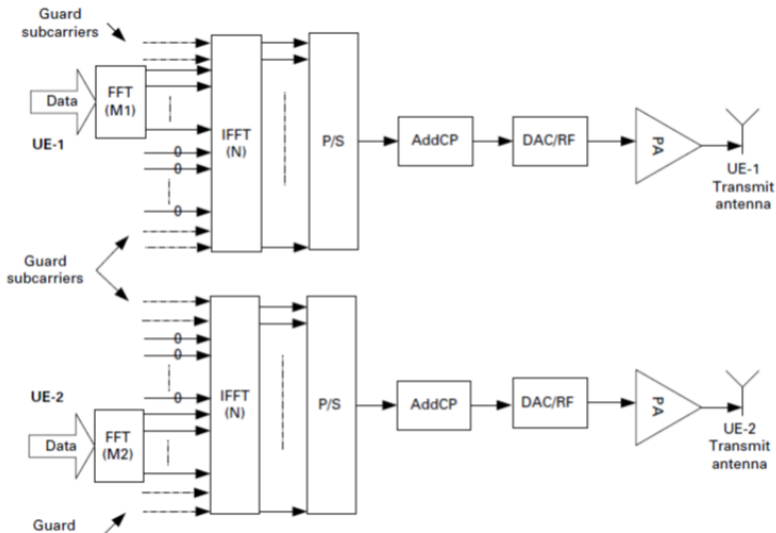 Guard
subcarriers
Data
FFT
(M1)
UE-1
0
0
0
IFFT
(N)
P/S
AddCP
DAC/RF
PA
UE-1
Transmit
antenna
Guard
subcarriers
0
0
0
UE-2
Data
FFT
(M2)
IFFT
(N)
P/S
AddCP
DAC/RF
PA
UE-2
Transmit
antenna
Guard